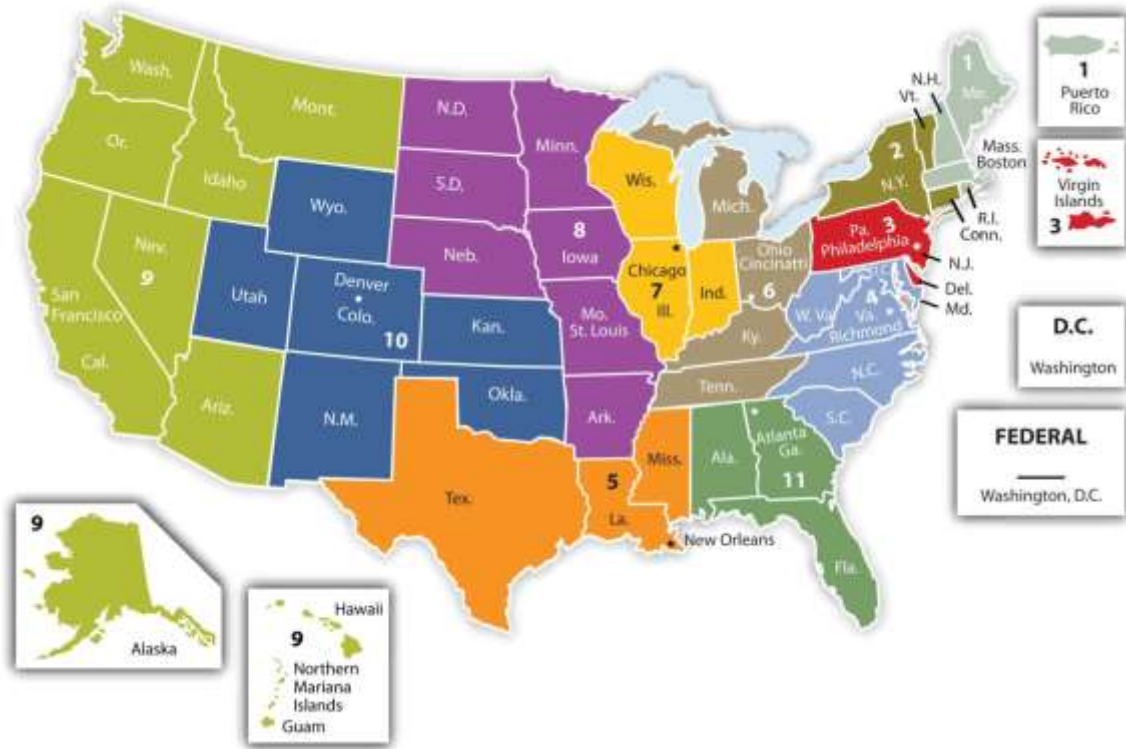 Wash.
Or.
Idaho
Mont.
Nev.
9
San
Francisco
Cal.
Ariz.
Wyo.
Utah
Denver
Colo.
10
N.M.
Kan.
Okla.
N.D.
S.D.
Neb.
Minn.
8
Iowa
Mo.
St. Louis
Ark.
Wis.
Chicago
7
Ill.
Ind.
Mich.
Ohio
Cincinatti
6
Ky.
Tenn.
Tex.
5
La.
Miss.
New Orleans
Ala.
Atlanta
Ga.
11
Fla.
W. Va.
4
Va.
Richmond
N.C.
S.C.
Pa.
3
Philadelphia
2
N.Y.
Vt.
N.H.
1
Me.
Mass.
Boston
R.I.
Conn.
N.J.
Del.
Md.
1
Puerto
Rico
Virgin
Islands
3
D.C.
Washington
FEDERAL
Washington, D.C.
9
Alaska
Hawaii
9
Northern
Mariana
Islands
Guam